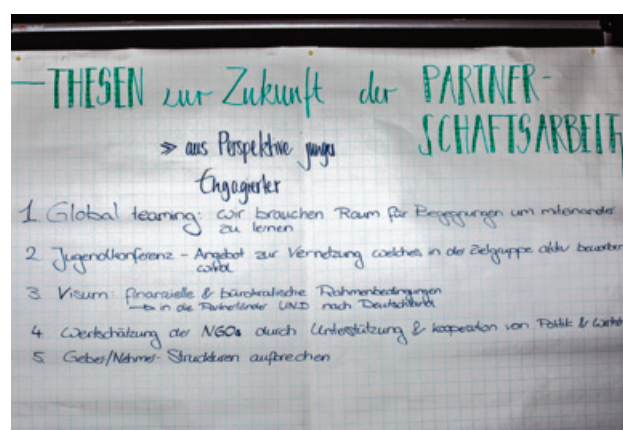 — THESEN zur Zukunft der PARTNER-
SCHAFTSARBEIT
» aus Perspektive junger
Engagierter
1. Global learning: wir brauchen Raum für Begegnungen um miteinander
zu lernen
2. Jugendkonferenz – Angebot zur Vernetzung welches in der Zielgruppe aktiv beworben
wird
3. Visum: finanzielle & bürokratische Rahmenbedingungen
→ in die Partnerländer UND nach Deutschland
4. Wertschätzung der NGOs durch Unterstützung & Kooperation von Politik &
5. Geber/Nehmer-Strukturen aufbrechen